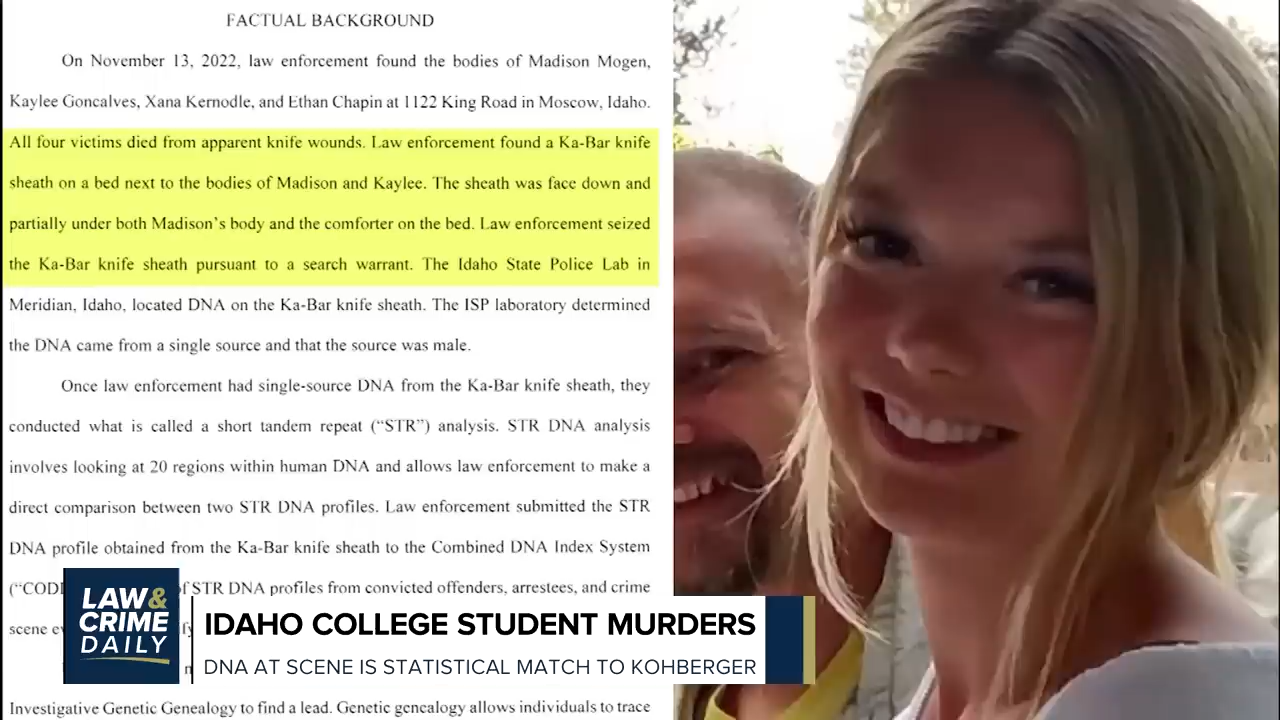 FACTUAL BACKGROUND
On November 13, 2022, law enforcement found the bodies of Madison Mogen,
Kaylee Goncalves, Xana Kernodle, and Ethan Chapin at 1122 King Road in Moscow, Idaho.
All four victims died from apparent knife wounds. Law enforcement found a Ka-Bar knife
sheath on a bed next to the bodies of Madison and Kaylee. The sheath was face down and
partially under both Madison's body and the comforter on the bed. Law enforcement seized
the Ka-Bar knife sheath pursuant to a search warrant. The Idaho State Police Lab in
Meridian, Idaho, located DNA on the Ka-Bar knife sheath. The ISP laboratory determined
the DNA came from a single source and that the source was male.
Once law enforcement had single-source DNA from the Ka-Bar knife sheath, they
conducted what is called a short tandem repeat ("STR") analysis. STR DNA analysis
involves looking at 20 regions within human DNA and allows law enforcement to make a
direct comparison between two STR DNA profiles. Law enforcement submitted the STR
DNA profile obtained from the Ka-Bar knife sheath to the Combined DNA Index System
STR DNA profiles from convicted offenders, arrestees, and crime
scene
Investigative Genetic Genealogy to find a lead. Genetic genealogy allows individuals to trace
LAW&
CRIME
DAILY
IDAHO COLLEGE STUDENT MURDERS
DNA AT SCENE IS STATISTICAL MATCH TO KOHBERGER